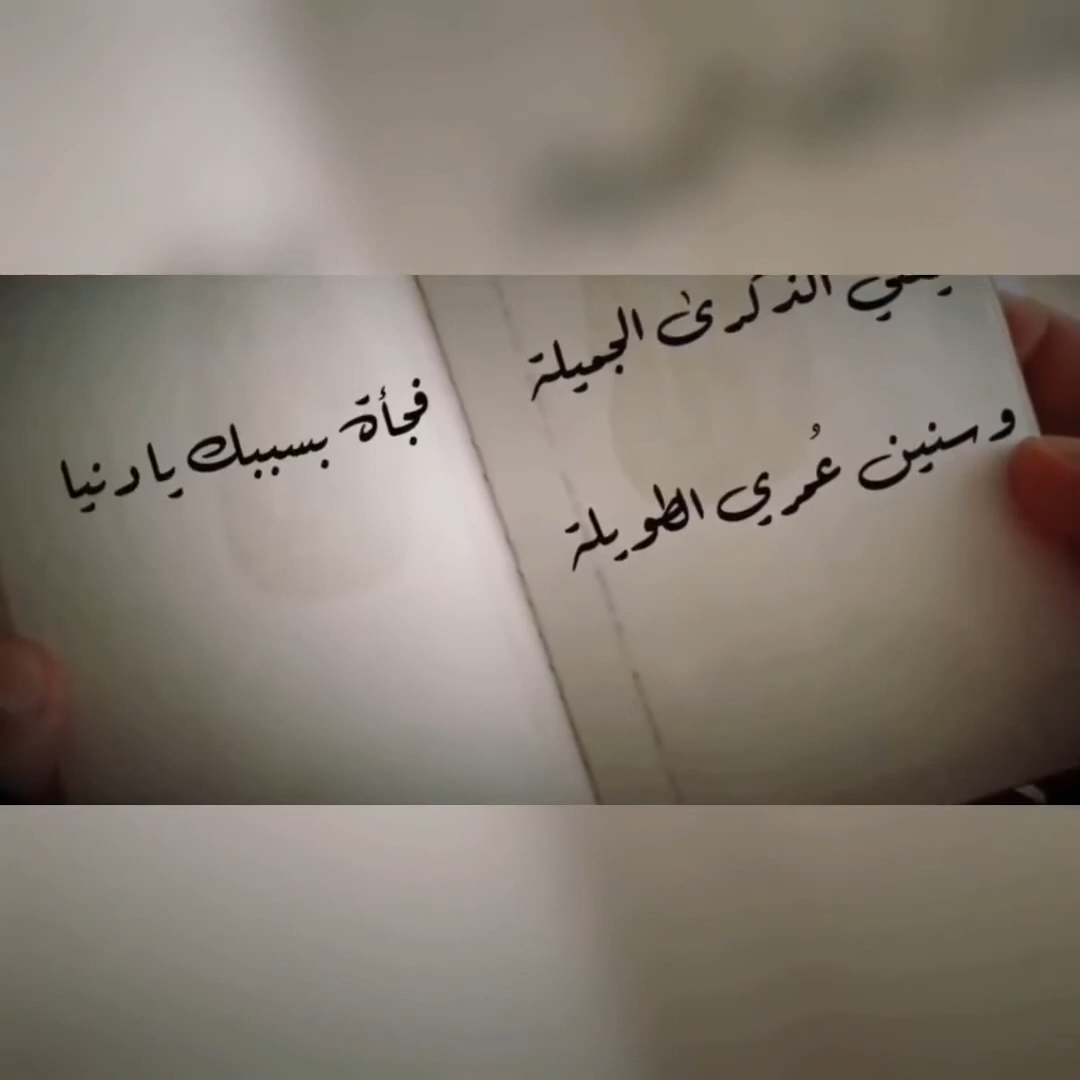 الذكرىٰ الجميلة
وسنين عُمري الطويلة
فجأة بسببك يا دنيا